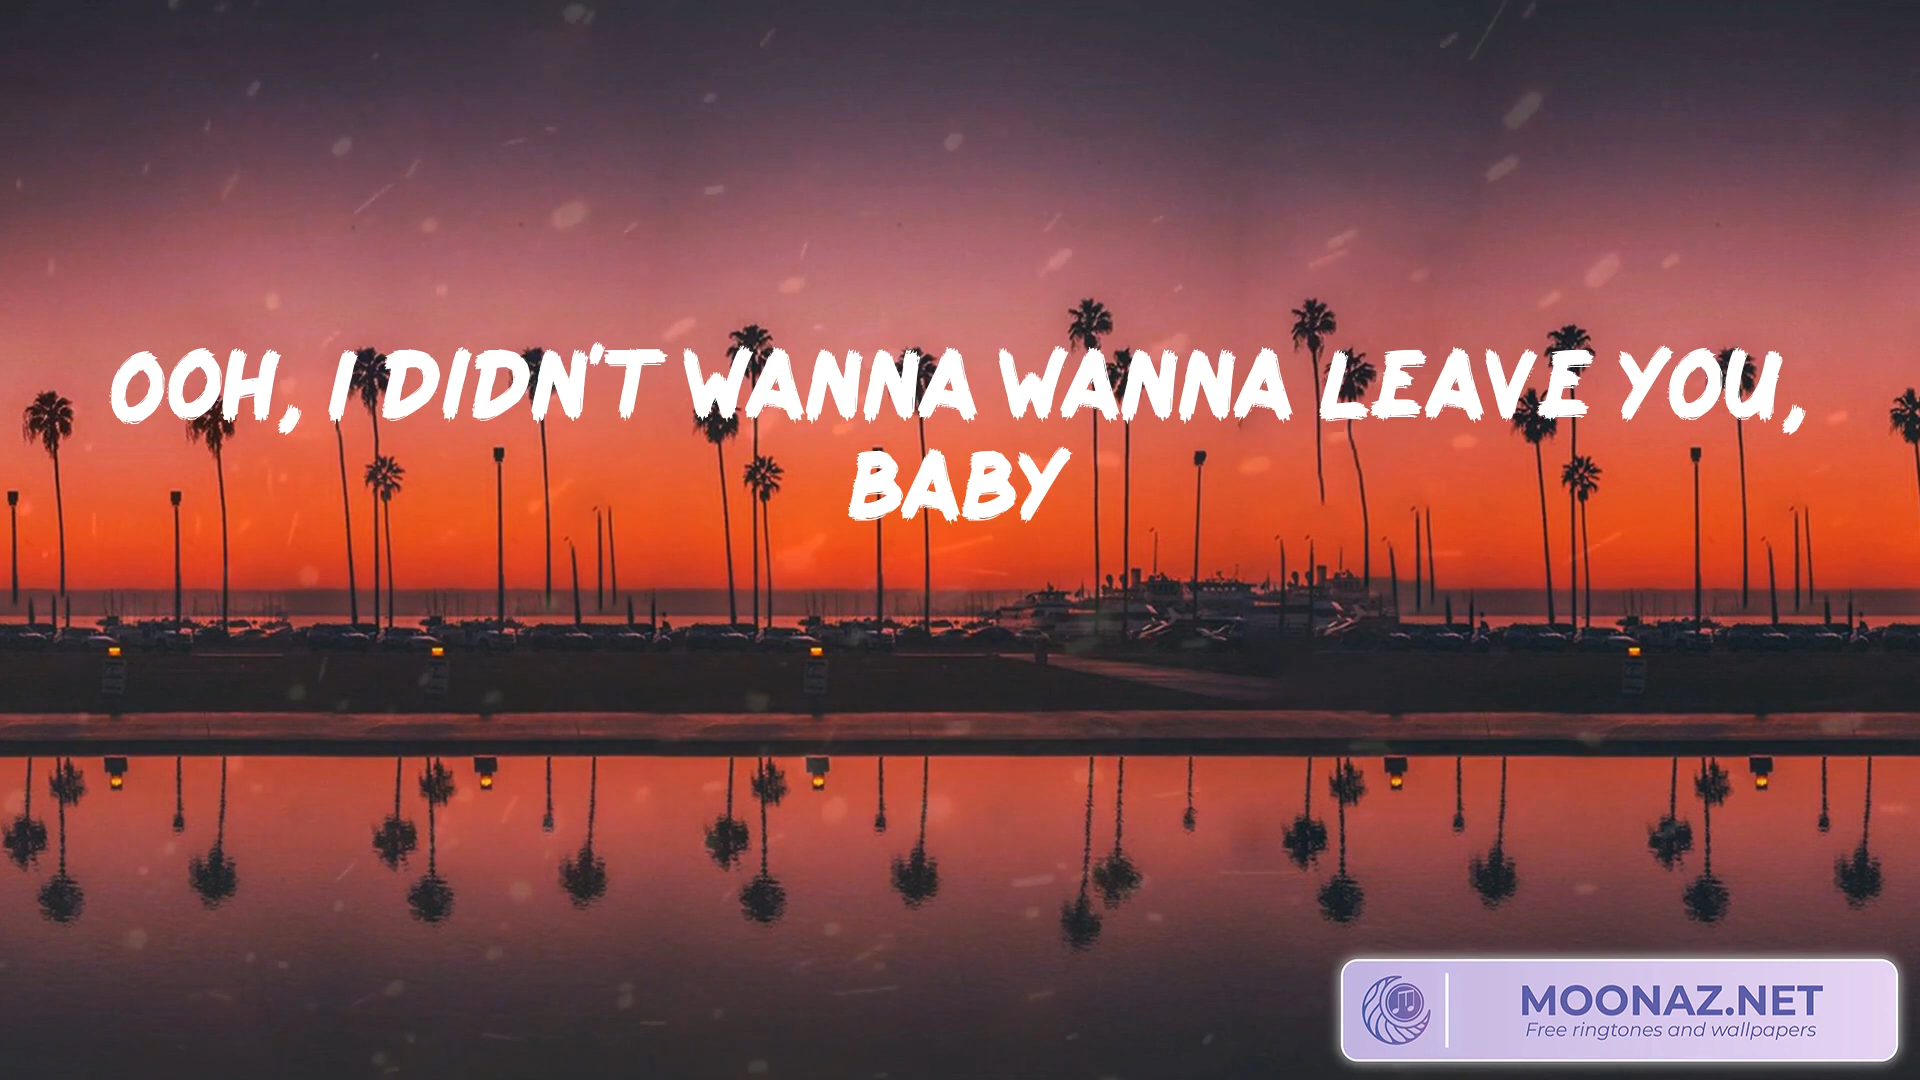 OOH, I DIDN'T WANNA WANNA LEAVE YOU,
BABY
MOONAZ.NET
Free ringtones and wallpapers